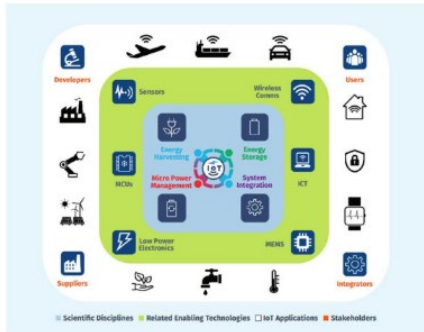 Developers
Users
Sensors
Wireless
Comms
Energy
Harvesting
Energy
Storage
IoT
MCUs
Micro Power
Management
System
Integration
ICT
Low Power
Electronics
MEMS
Suppliers
Integrators
Scientific Disciplines
Related Enabling Technologies
IoT Applications
Stakeholders